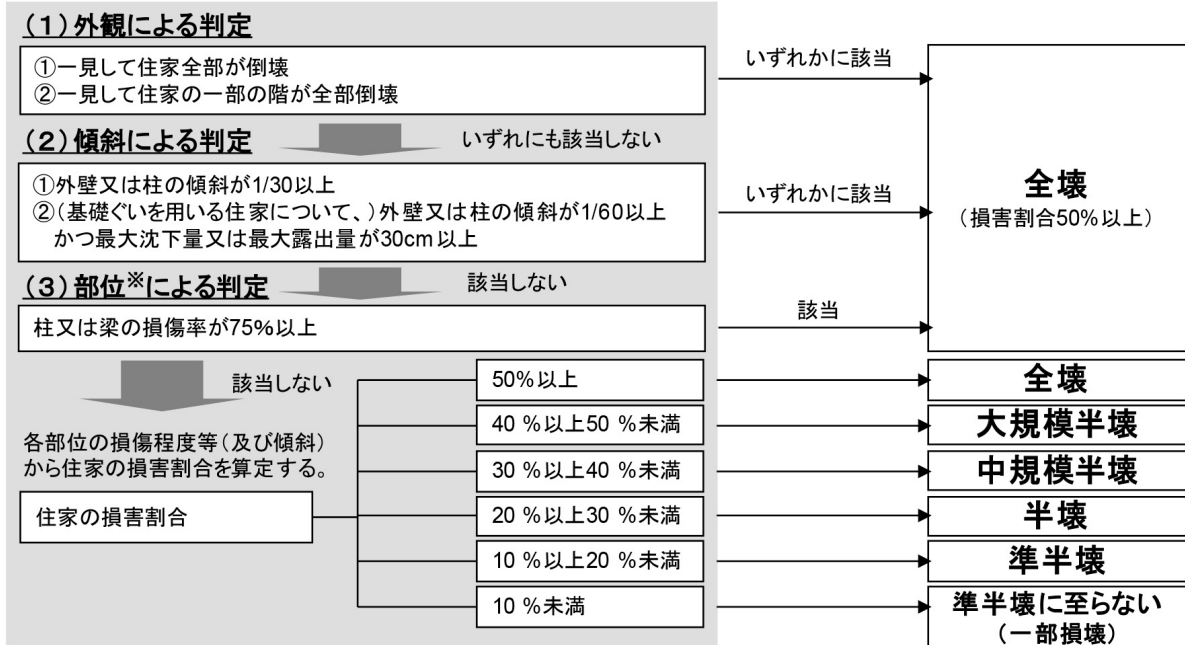 (1)外観による判定
①一見して住家全部が倒壊
②一見して住家の一部の階が全部倒壊
いずれかに該当
(2)傾斜による判定
いずれにも該当しない
①外壁又は柱の傾斜が1/30以上
②(基礎ぐいを用いる住家について、)外壁又は柱の傾斜が1/60以上
かつ最大沈下量又は最大露出量が30cm以上
いずれかに該当
全壊
(損害割合50%以上)
(3)部位※による判定
該当しない
柱又は梁の損傷率が75%以上
該当
該当しない
各部位の損傷程度等(及び傾斜)
から住家の損害割合を算定する。
住家の損害割合
50%以上
全壊
40 %以上50 %未満
大規模半壊
30 %以上40 %未満
中規模半壊
20 %以上30 %未満
半壊
10 %以上20 %未満
準半壊
10 %未満
準半壊に至らない
(一部損壊)